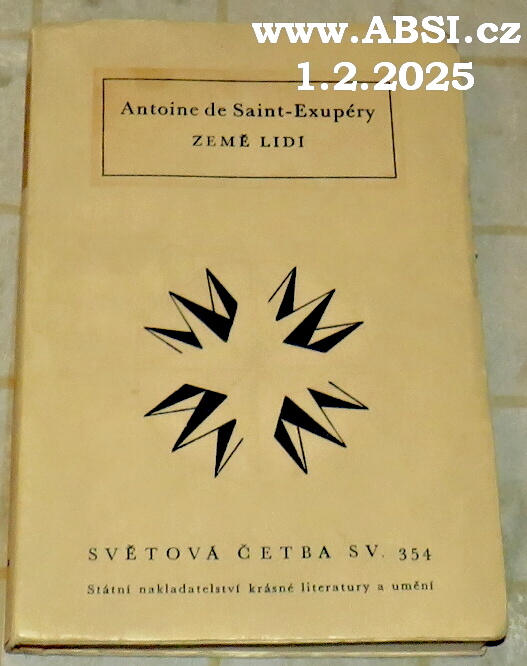 www.ABSI.cz
1.2.2025
Antoine de Saint-Exupéry
ZEMĚ LIDÍ
SVĚTOVÁ ČETBA SV. 354
Státní nakladatelství krásné literatury a umění